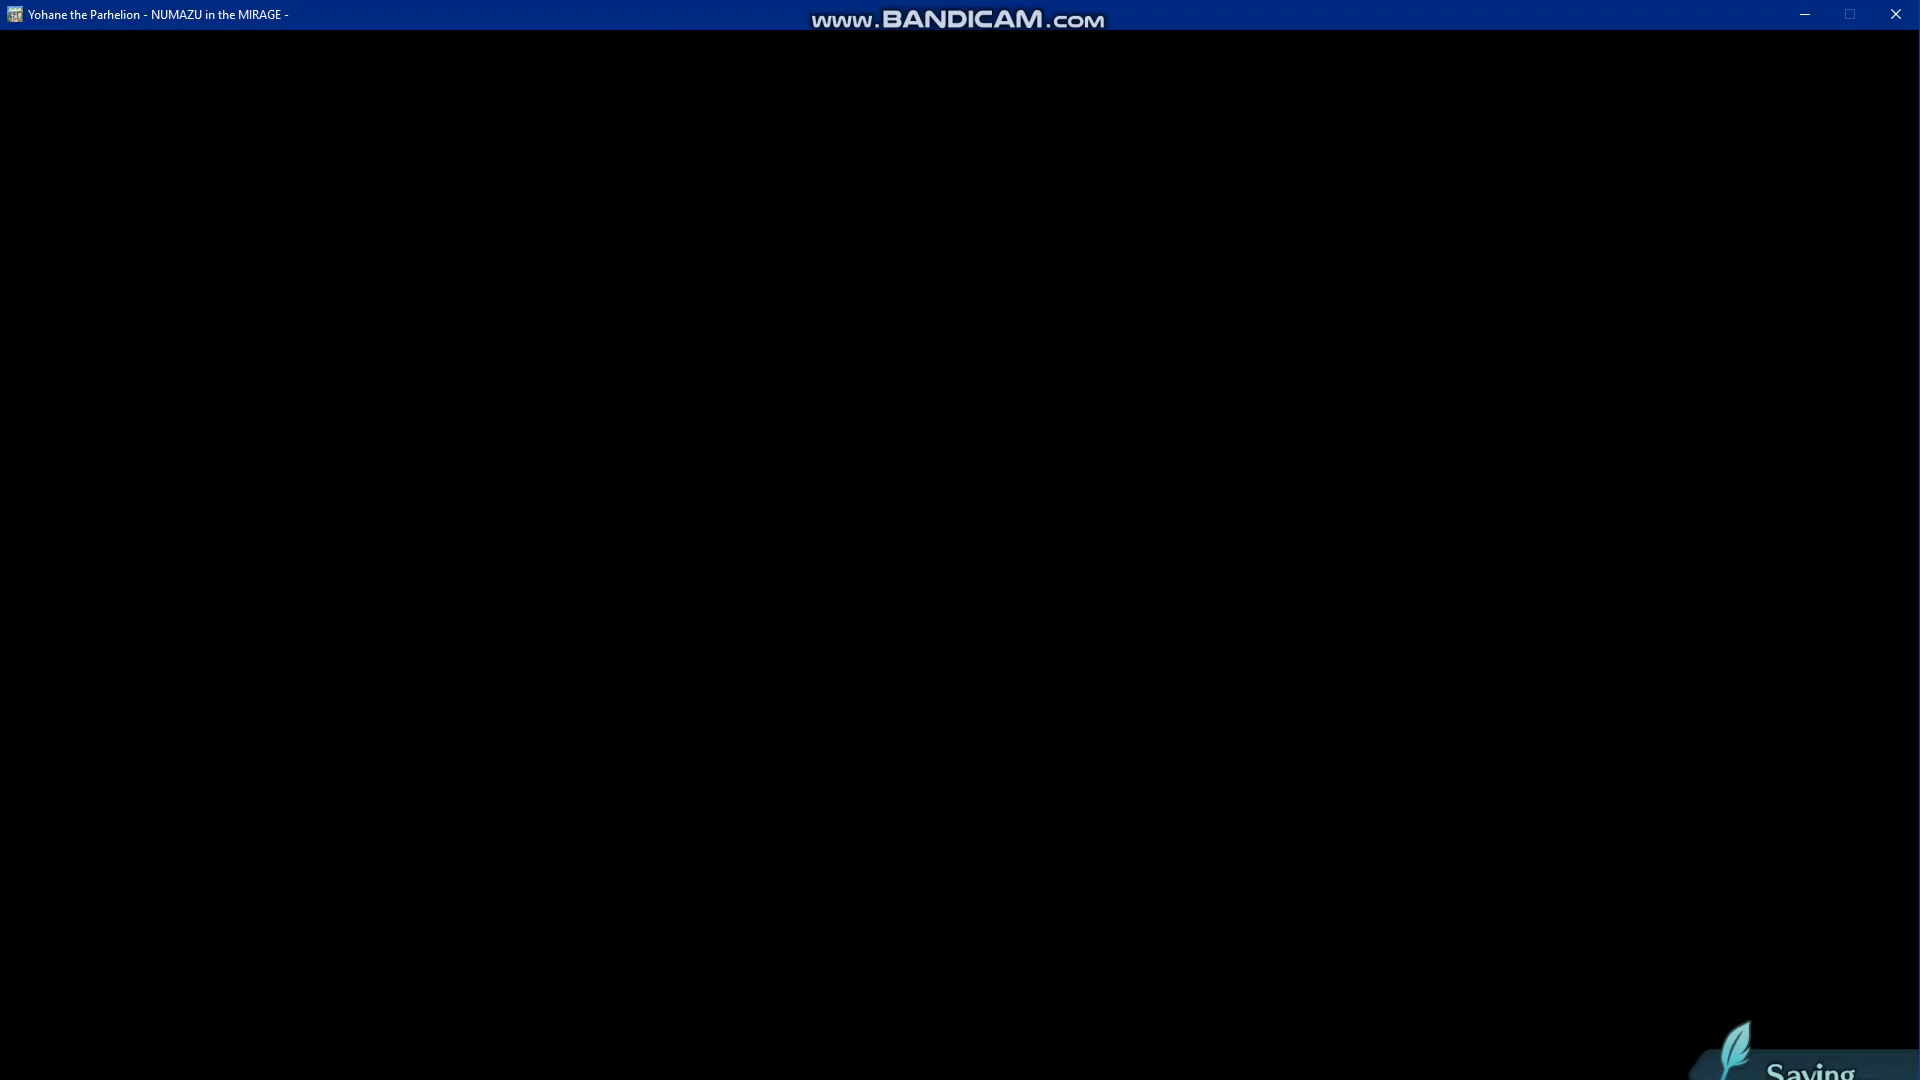 Yohane the Parhelion - NUMAZU in the MIRAGE -
www.BANDICAM.COM
Saving